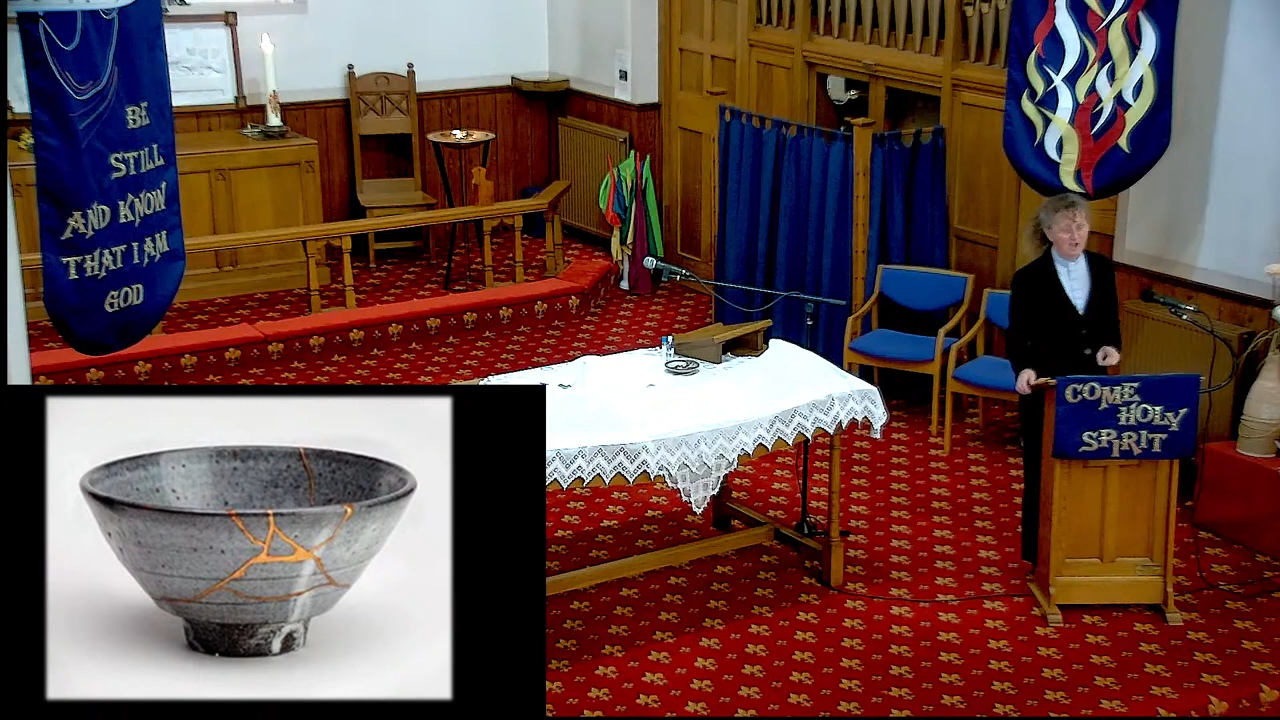 BE
STILL
AND KNOW
THAT I AM
GOD
COME
HOLY
SPIRIT